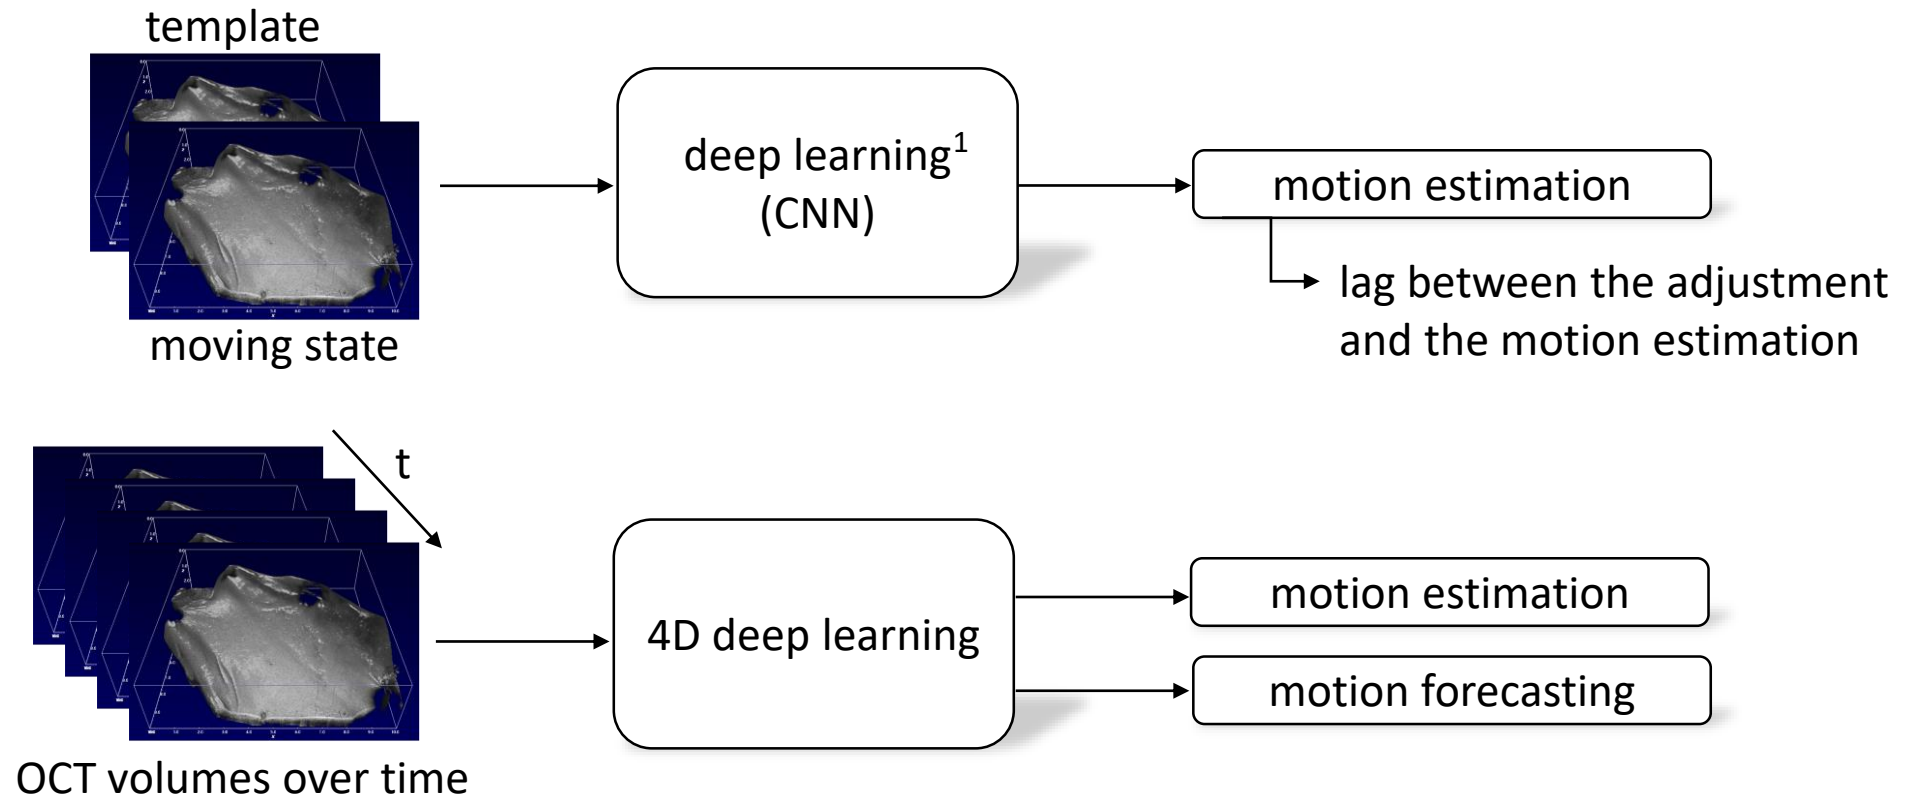 template
moving state
deep learning1
(CNN)
motion estimation
lag between the adjustment
and the motion estimation
t
OCT volumes over time
4D deep learning
motion estimation
motion forecasting